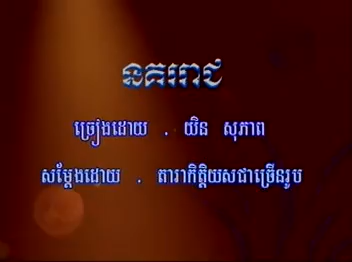 នគររាជ
ច្រៀងដោយ . យិន សុភាព
សម្តែងដោយ . តារាកិត្តិយសជាច្រើនរូប